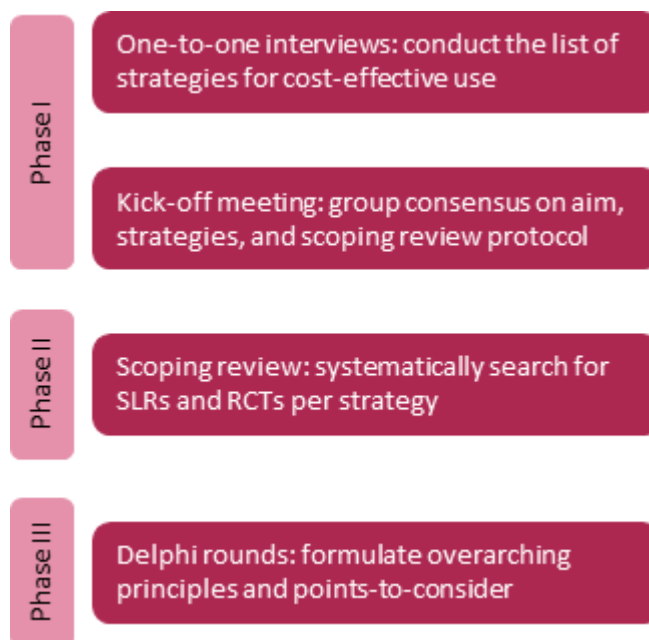 Phase I
One-to-one interviews: conduct the list of
strategies for cost-effective use
Kick-off meeting: group consensus on aim,
strategies, and scoping review protocol
Phase II
Scoping review: systematically search for
SLRs and RCTs per strategy
Phase III
Delphi rounds: formulate overarching
principles and points-to-consider